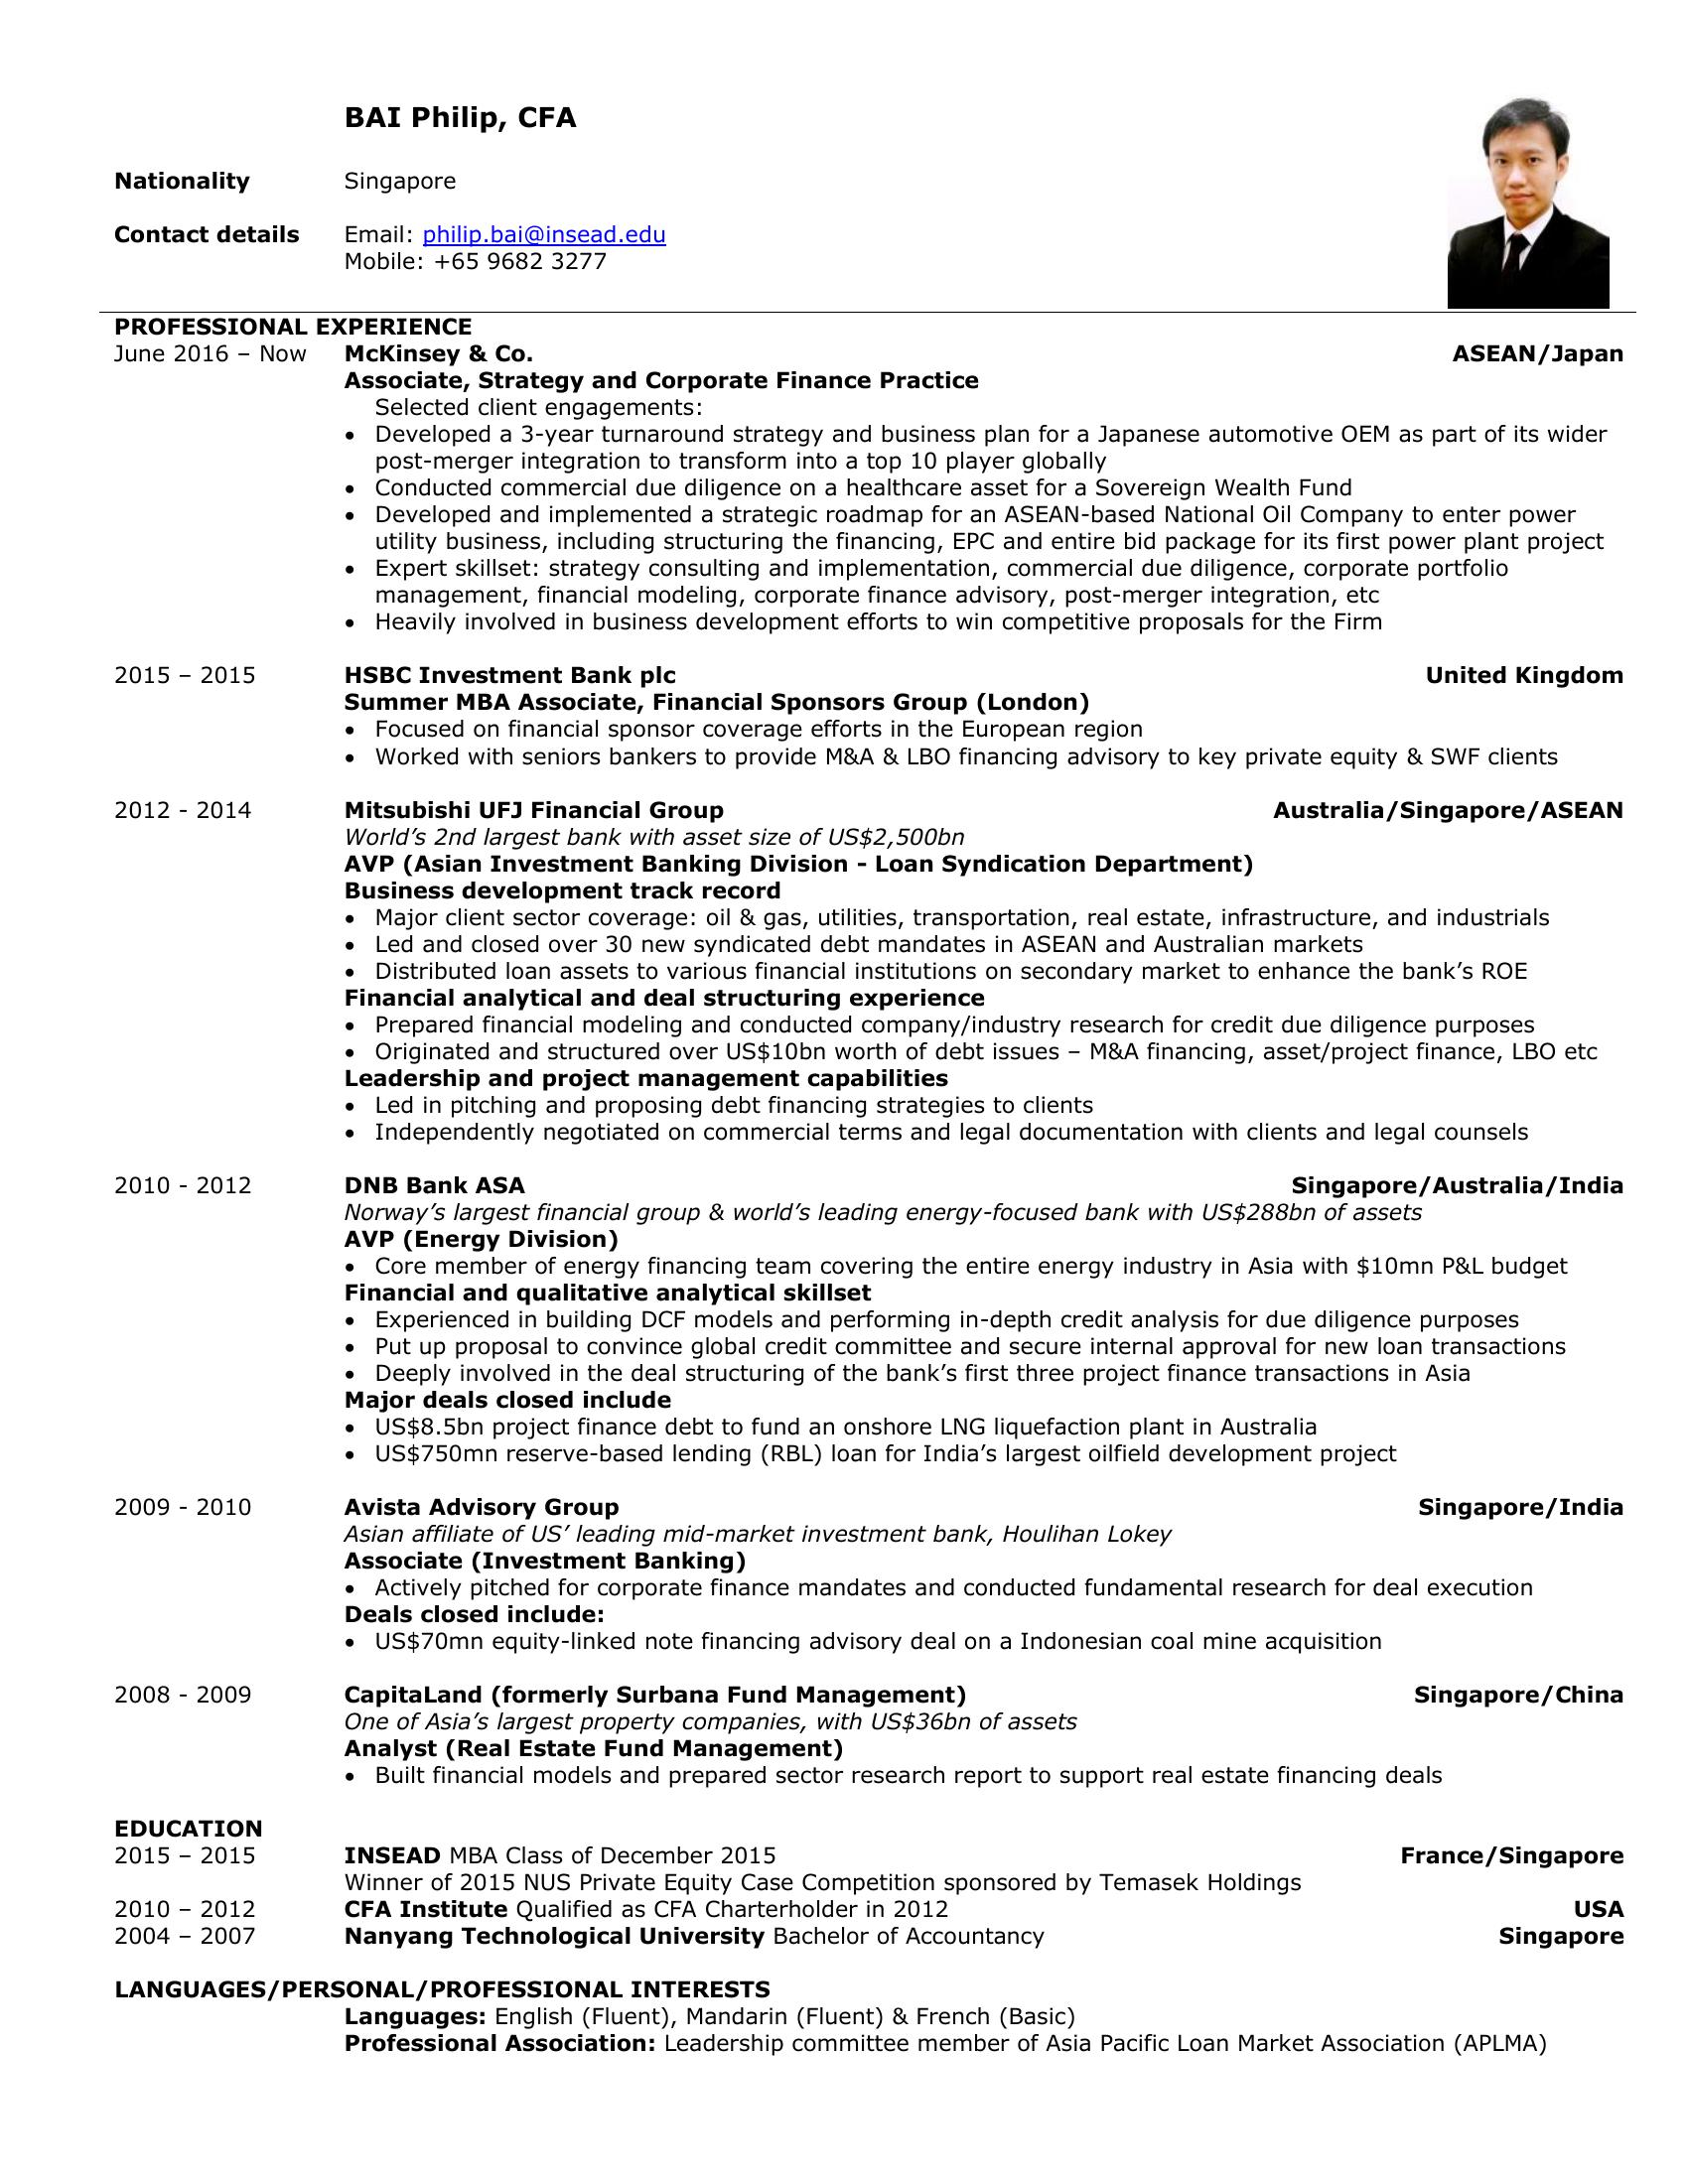 BAI Philip, CFA
Nationality Singapore
Contact details Email: philip.bai@insead.edu
Mobile: +65 9682 3277
PROFESSIONAL EXPERIENCE
June 2016 – Now McKinsey & Co. ASEAN/Japan
Associate, Strategy and Corporate Finance Practice
Selected client engagements:
• Developed a 3-year turnaround strategy and business plan for a Japanese automotive OEM as part of its wider
post-merger integration to transform into a top 10 player globally
• Conducted commercial due diligence on a healthcare asset for a Sovereign Wealth Fund
• Developed and implemented a strategic roadmap for an ASEAN-based National Oil Company to enter power
utility business, including structuring the financing, EPC and entire bid package for its first power plant project
• Expert skillset: strategy consulting and implementation, commercial due diligence, corporate portfolio
management, financial modeling, corporate finance advisory, post-merger integration, etc
• Heavily involved in business development efforts to win competitive proposals for the Firm
2015 – 2015 HSBC Investment Bank plc United Kingdom
Summer MBA Associate, Financial Sponsors Group (London)
• Focused on financial sponsor coverage efforts in the European region
• Worked with seniors bankers to provide M&A & LBO financing advisory to key private equity & SWF clients
2012 - 2014 Mitsubishi UFJ Financial Group Australia/Singapore/ASEAN
World’s 2nd largest bank with asset size of US$2,500bn
AVP (Asian Investment Banking Division - Loan Syndication Department)
Business development track record
• Major client sector coverage: oil & gas, utilities, transportation, real estate, infrastructure, and industrials
• Led and closed over 30 new syndicated debt mandates in ASEAN and Australian markets
• Distributed loan assets to various financial institutions on secondary market to enhance the bank’s ROE
Financial analytical and deal structuring experience
• Prepared financial modeling and conducted company/industry research for credit due diligence purposes
• Originated and structured over US$10bn worth of debt issues – M&A financing, asset/project finance, LBO etc
Leadership and project management capabilities
• Led in pitching and proposing debt financing strategies to clients
• Independently negotiated on commercial terms and legal documentation with clients and legal counsels
2010 - 2012 DNB Bank ASA Singapore/Australia/India
Norway’s largest financial group & world’s leading energy-focused bank with US$288bn of assets
AVP (Energy Division)
• Core member of energy financing team covering the entire energy industry in Asia with $10mn P&L budget
Financial and qualitative analytical skillset
• Experienced in building DCF models and performing in-depth credit analysis for due diligence purposes
• Put up proposal to convince global credit committee and secure internal approval for new loan transactions
• Deeply involved in the deal structuring of the bank’s first three project finance transactions in Asia
Major deals closed include
• US$8.5bn project finance debt to fund an onshore LNG liquefaction plant in Australia
• US$750mn reserve-based lending (RBL) loan for India’s largest oilfield development project
2009 - 2010 Avista Advisory Group Singapore/India
Asian affiliate of US’ leading mid-market investment bank, Houlihan Lokey
Associate (Investment Banking)
• Actively pitched for corporate finance mandates and conducted fundamental research for deal execution
Deals closed include:
• US$70mn equity-linked note financing advisory deal on a Indonesian coal mine acquisition
2008 - 2009 CapitaLand (formerly Surbana Fund Management) Singapore/China
One of Asia’s largest property companies, with US$36bn of assets
Analyst (Real Estate Fund Management)
• Built financial models and prepared sector research report to support real estate financing deals
EDUCATION
2015 – 2015 INSEAD MBA Class of December 2015 France/Singapore
Winner of 2015 NUS Private Equity Case Competition sponsored by Temasek Holdings
2010 – 2012 CFA Institute Qualified as CFA Charterholder in 2012 USA
2004 – 2007 Nanyang Technological University Bachelor of Accountancy Singapore
LANGUAGES/PERSONAL/PROFESSIONAL INTERESTS
Languages: English (Fluent), Mandarin (Fluent) & French (Basic)
Professional Association: Leadership committee member of Asia Pacific Loan Market Association (APLMA)